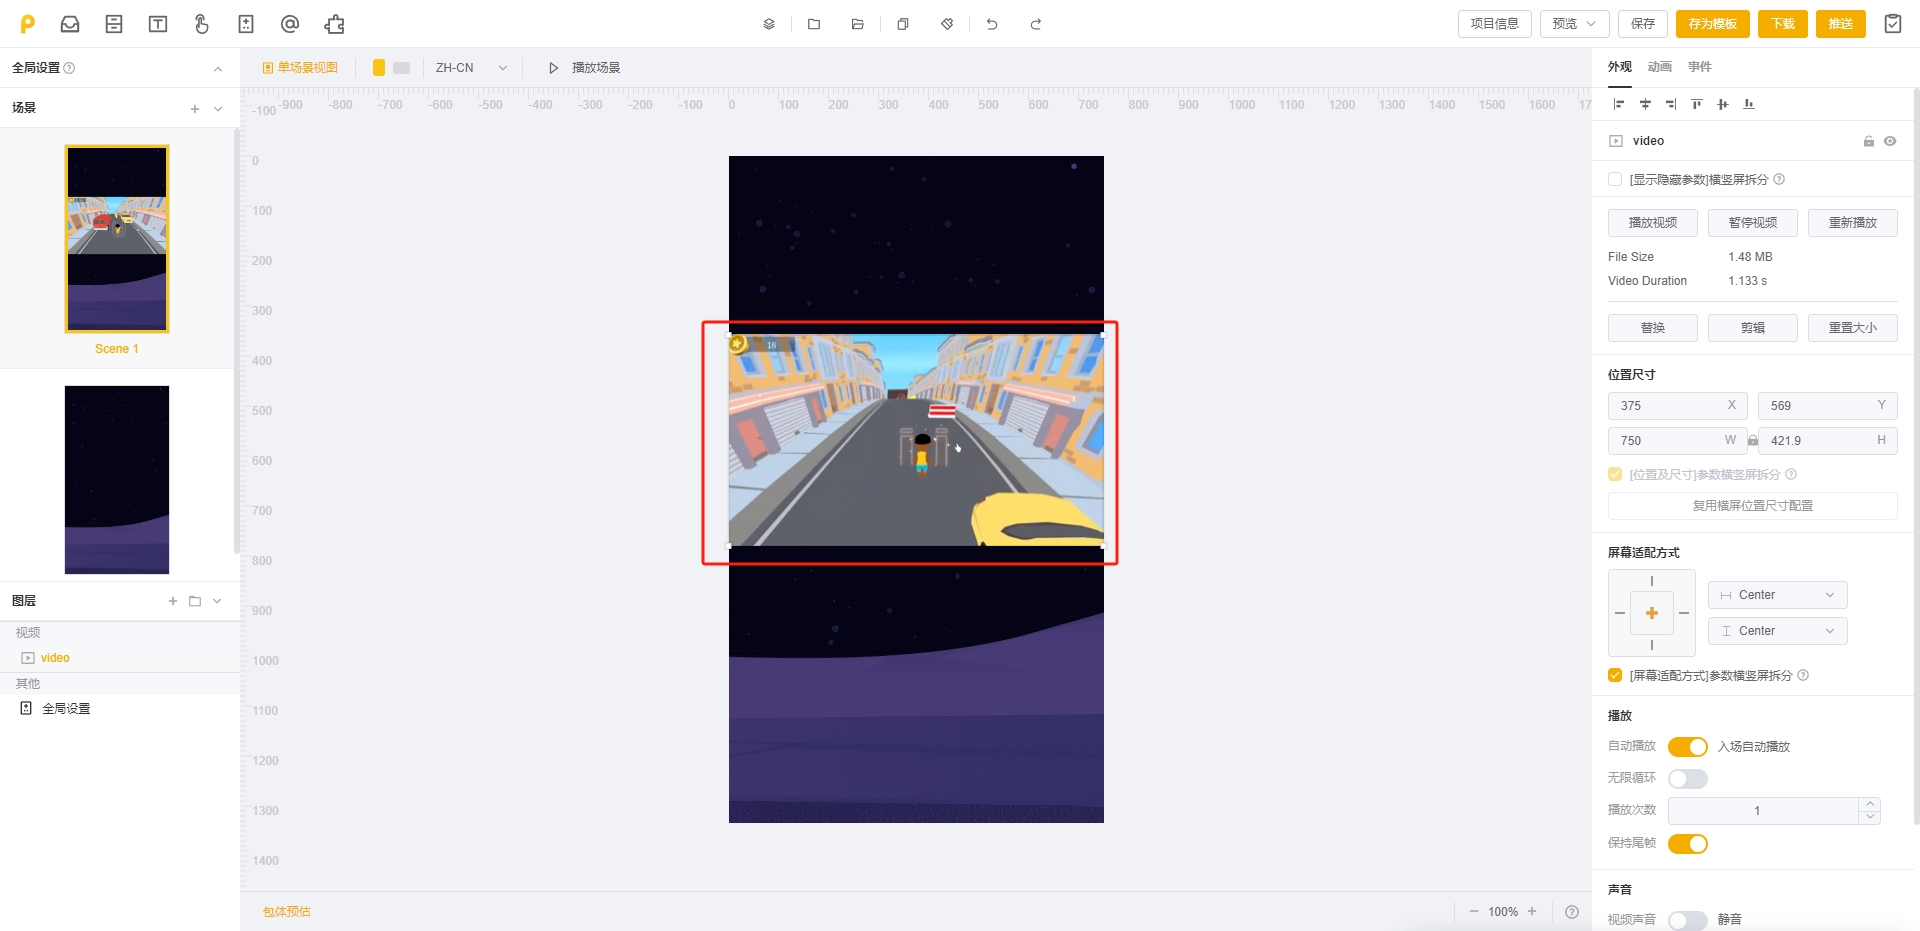 项目信息
预览
保存
存为模板
下载
推送
全局设置
场景
Scene 1
图层
视频
video
其他
全局设置
单场景视图
ZH-CN
播放场景
-900 -800 -700 -600 -500 -400 -300 -200 -100 0 100 200 300 400 500 600 700 800 900 1000 1100 1200 1300 1400 1500 1600 17
-100
0
100
200
300
400
500
600
700
800
900
1000
1100
1200
1300
1400
16
包体预估
100%
外观 动画 事件
video
[显示隐藏参数]横竖屏拆分
播放视频 暂停视频 重新播放
File Size 1.48 MB
Video Duration 1.133 s
替换 剪辑 重置大小
位置尺寸
375 X 569 Y
750 W 421.9 H
[位置及尺寸]参数横竖屏拆分
复用横屏位置尺寸配置
屏幕适配方式
Center
Center
[屏幕适配方式]参数横竖屏拆分
播放
自动播放 入场自动播放
无限循环
播放次数 1
保持尾帧
声音
视频声音 静音